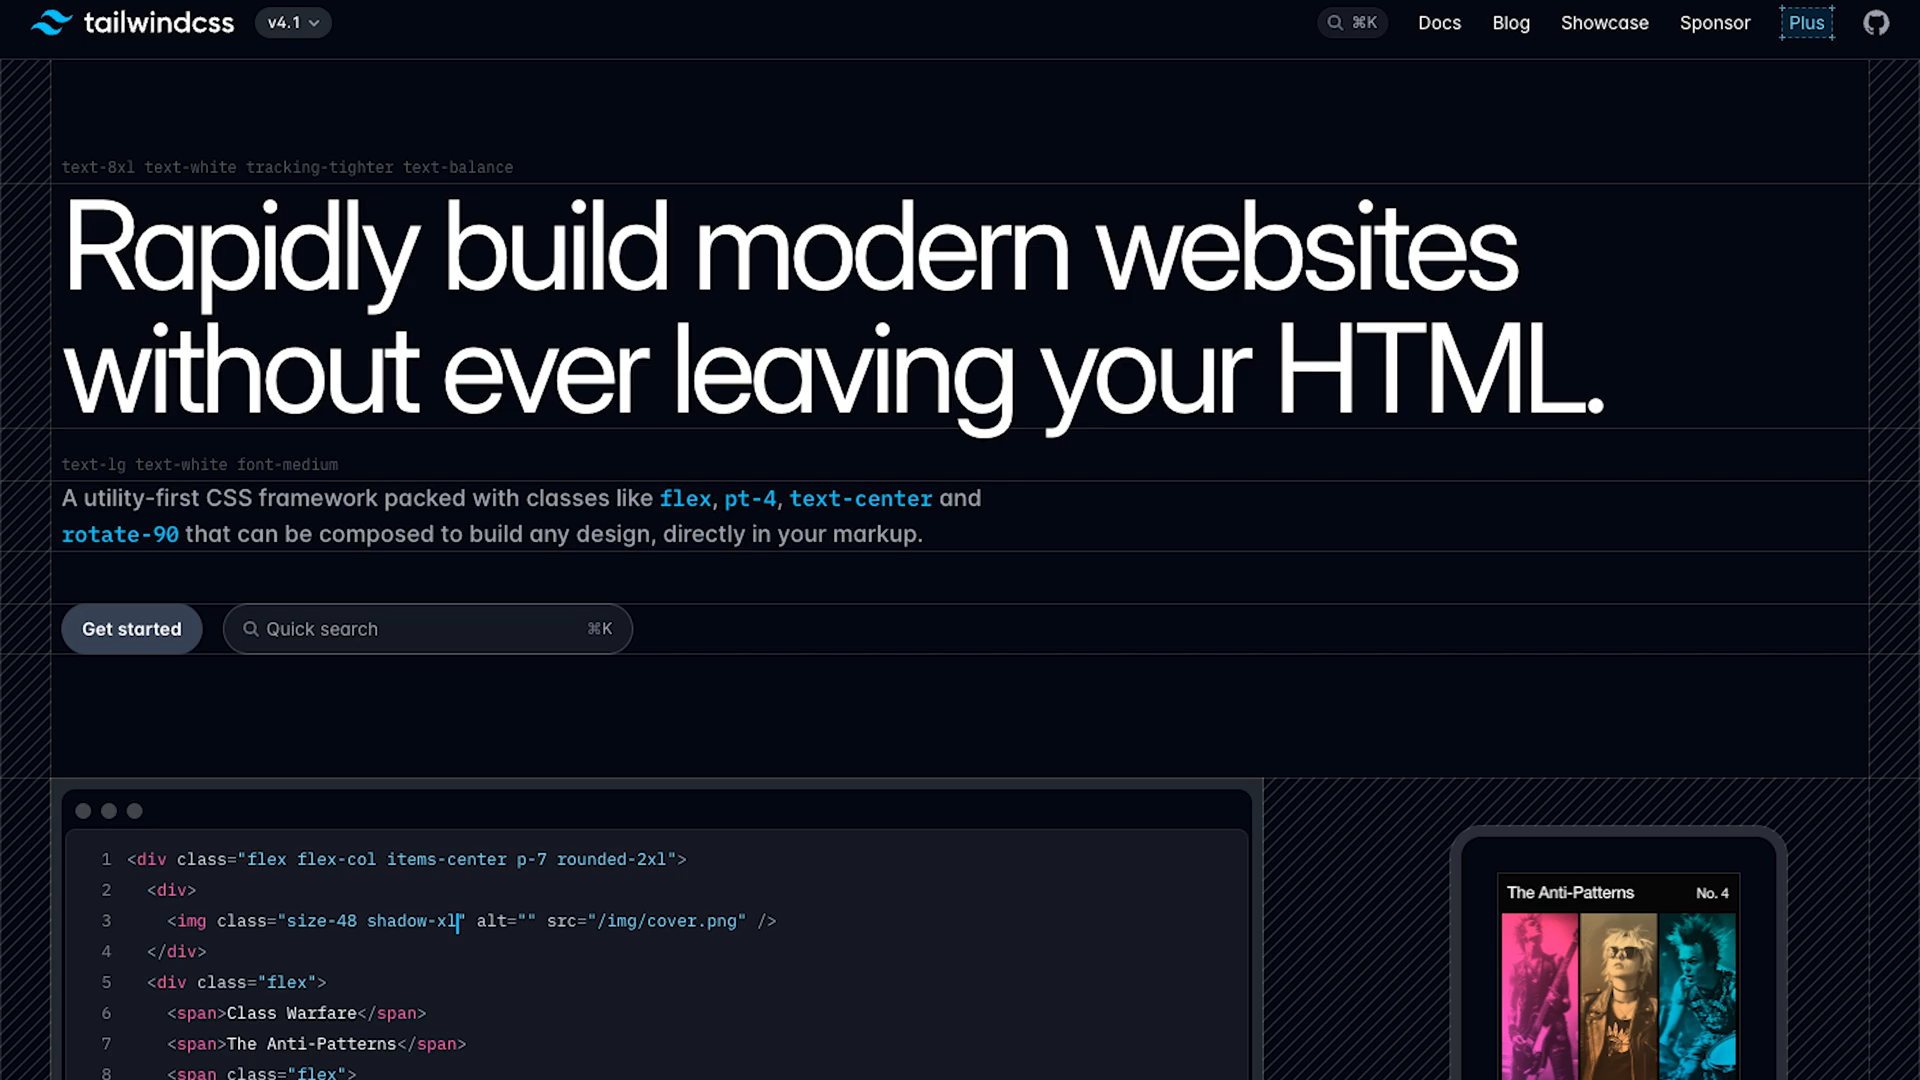 tailwindcss
v4.1
⌘K
Docs
Blog
Showcase
Sponsor
Plus
text-8xl text-white tracking-tighter text-balance
Rapidly build modern websites
without ever leaving your HTML.
text-lg text-white font-medium
A utility-first CSS framework packed with classes like flex, pt-4, text-center and
rotate-90 that can be composed to build any design, directly in your markup.
Get started
Quick search ⌘K
1 <div class="flex flex-col items-center p-7 rounded-2xl">
2 <div>
3 <img class="size-48 shadow-xl" alt="" src="/img/cover.png" />
4 </div>
5 <div class="flex">
6 <span>Class Warfare</span>
7 <span>The Anti-Patterns</span>
8 <span class="flex">
The Anti-Patterns No. 4